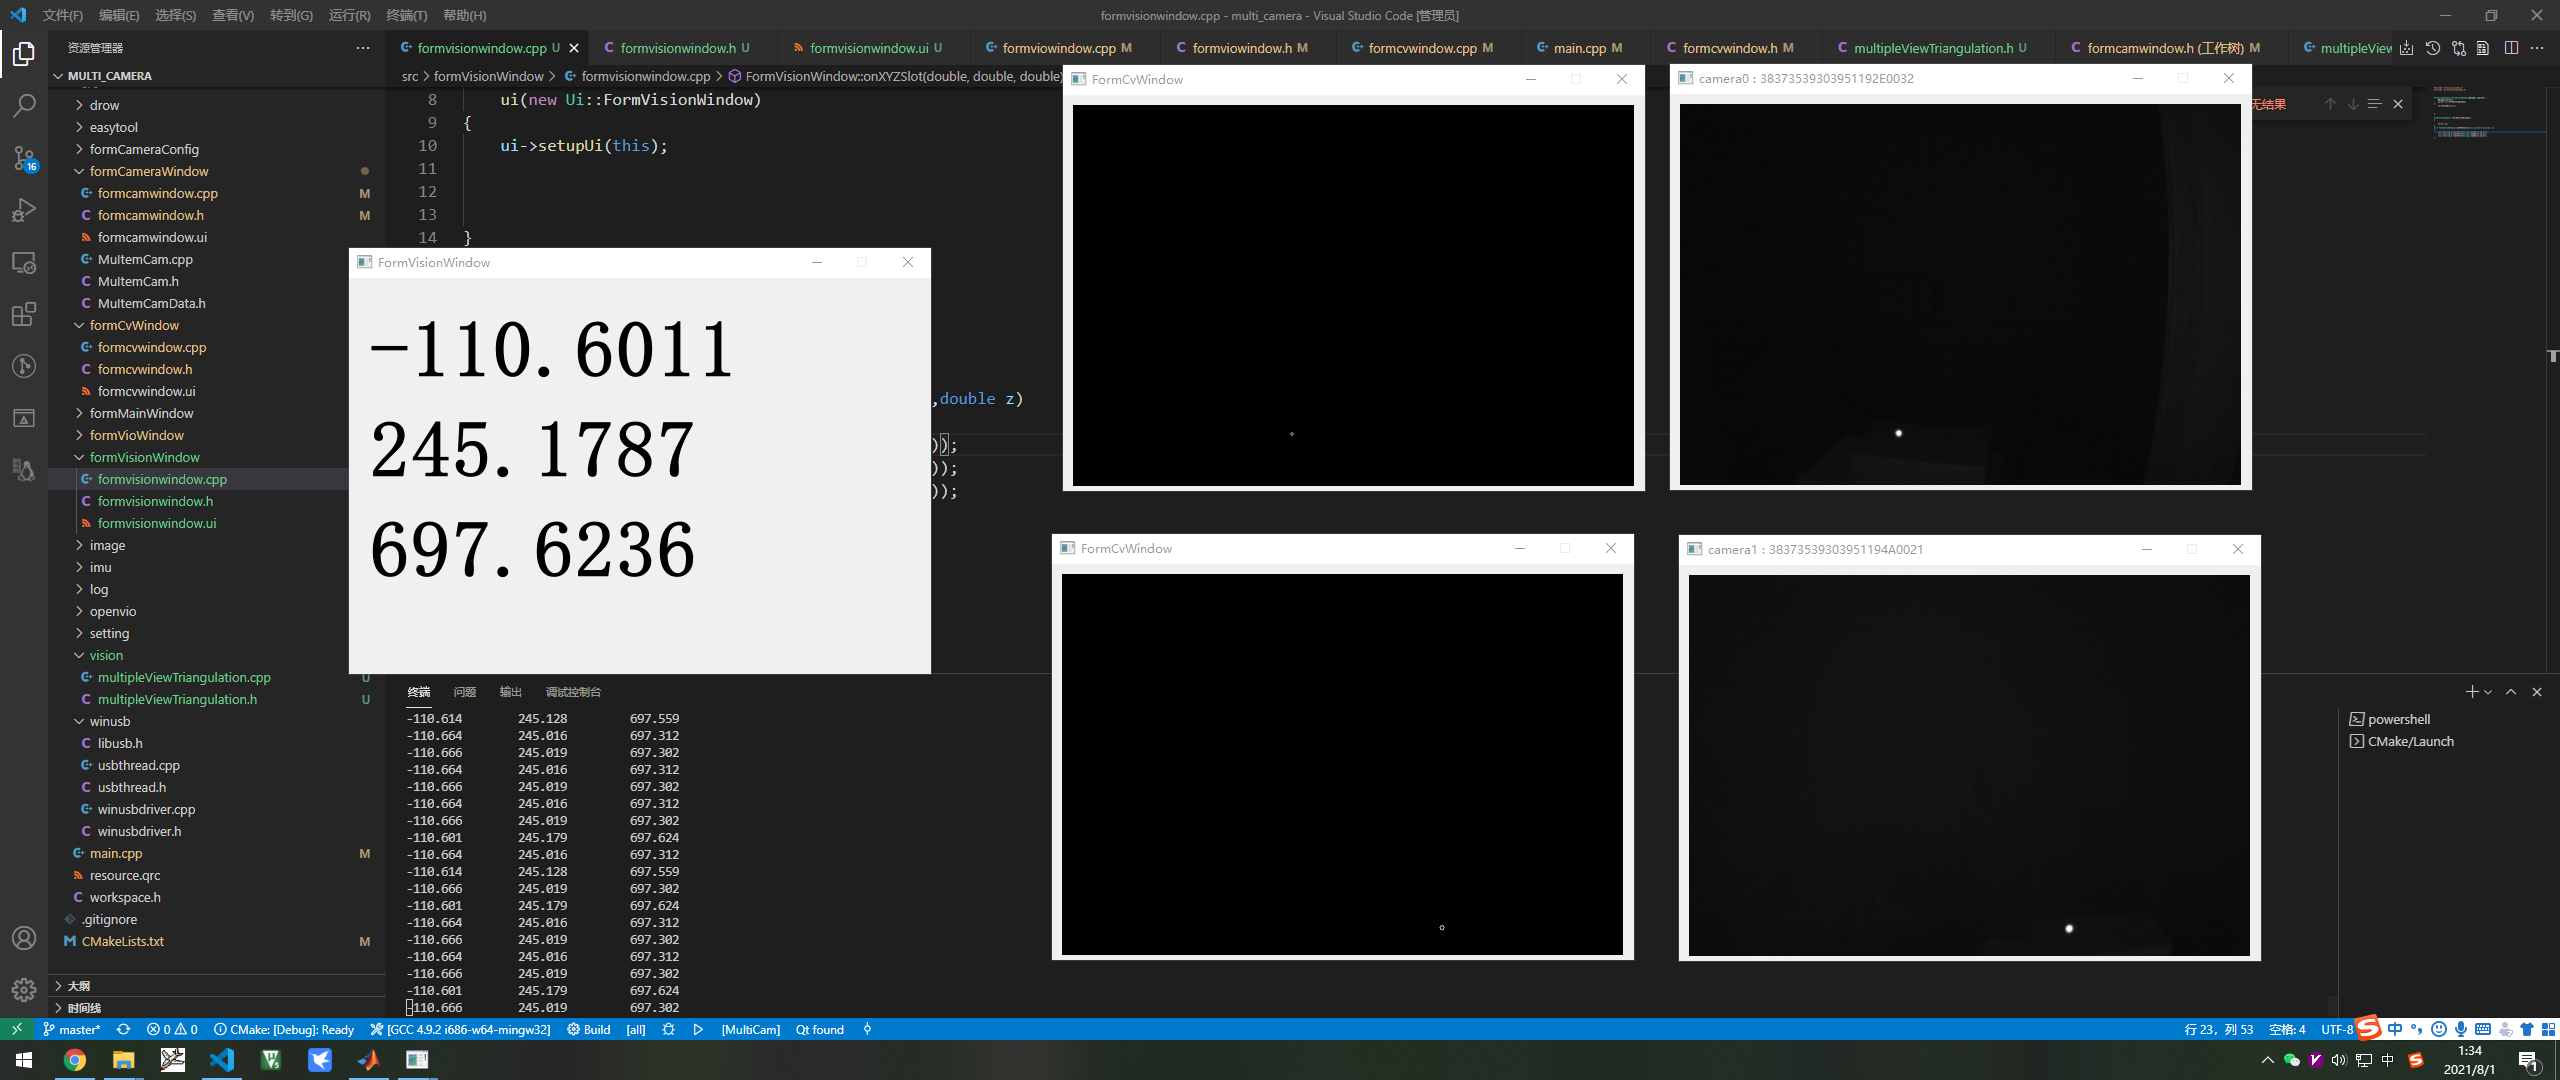 文件(F) 编辑(E) 选择(S) 查看(V) 转到(G) 运行(R) 终端(T) 帮助(H)
formvisionwindow.cpp - multi_camera - Visual Studio Code [管理员]
资源管理器
formvisionwindow.cpp U formvisionwindow.h U formvisionwindow.ui U formviowindow.cpp M formviowindow.h M formcvwindow.cpp M main.cpp M formcvwindow.h M multipleViewTriangulation.h U formcamwindow.h (工作树) M multipleView
src > formVisionWindow > formvisionwindow.cpp > FormVisionWindow::onXYZSlot(double, double, double)
MULTI_CAMERA
drow
easytool
formCameraConfig
formCameraWindow
formcamwindow.cpp M
formcamwindow.h M
formcamwindow.ui
MultemCam.cpp
MultemCam.h
MultemCamData.h
formCvWindow
formcvwindow.cpp
formcvwindow.h
formcvwindow.ui
formMainWindow
formVioWindow
formVisionWindow
formvisionwindow.cpp
formvisionwindow.h
formvisionwindow.ui
image
imu
log
openvio
setting
vision
multipleViewTriangulation.cpp U
multipleViewTriangulation.h U
winusb
libusb.h
usbthread.cpp
usbthread.h
winusbdriver.cpp
winusbdriver.h
main.cpp M
resource.qrc
workspace.h
.gitignore
CMakeLists.txt M
大纲
时间线
16
8 ui(new Ui::FormVisionWindow)
9 {
10 ui->setupUi(this);
11
12
13
14 }
,double z)
));
));
));
无结果
FormVisionWindow
-110.6011
245.1787
697.6236
FormCvWindow
camera0 : 38373539303951192E0032
FormCvWindow
camera1 : 38373539303951194A0021
终端 问题 输出 调试控制台
-110.614 245.128 697.559
-110.664 245.016 697.312
-110.666 245.019 697.302
-110.664 245.016 697.312
-110.666 245.019 697.302
-110.664 245.016 697.312
-110.666 245.019 697.302
-110.601 245.179 697.624
-110.664 245.016 697.312
-110.614 245.128 697.559
-110.666 245.019 697.302
-110.601 245.179 697.624
-110.664 245.016 697.312
-110.666 245.019 697.302
-110.664 245.016 697.312
-110.666 245.019 697.302
-110.601 245.179 697.624
-110.666 245.019 697.302
powershell
CMake/Launch
master* 0 0 CMake: [Debug]: Ready [GCC 4.9.2 i686-w64-mingw32] Build [all] [MultiCam] Qt found
行 23，列 53 空格: 4 UTF-8 中
中
1:34
2021/8/1
1